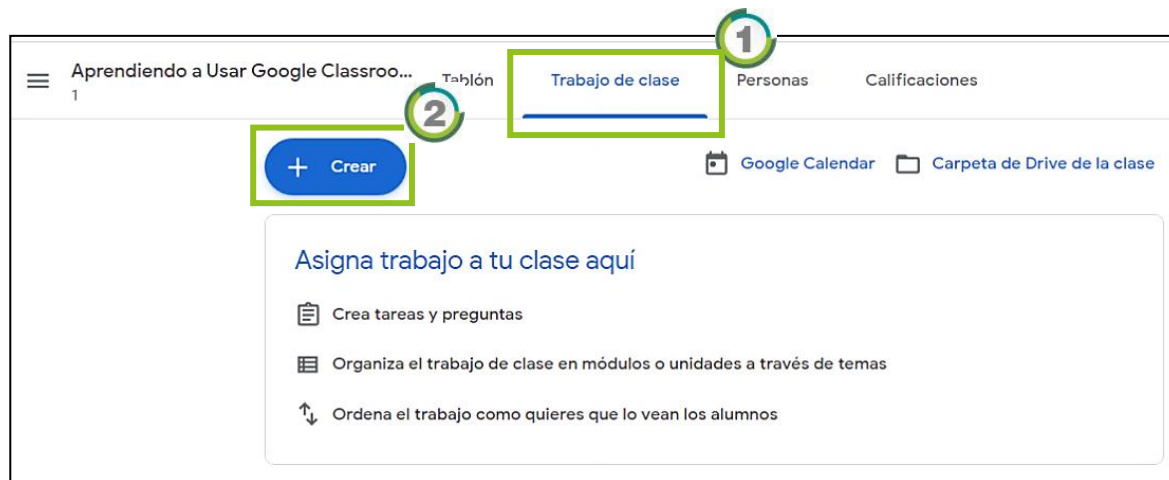 1
Aprendiendo a Usar Google Classroo...
1
Tablón
Trabajo de clase
Personas
Calificaciones
2
+ Crear
Google Calendar
Carpeta de Drive de la clase
Asigna trabajo a tu clase aquí
Crea tareas y preguntas
Organiza el trabajo de clase en módulos o unidades a través de temas
Ordena el trabajo como quieres que lo vean los alumnos